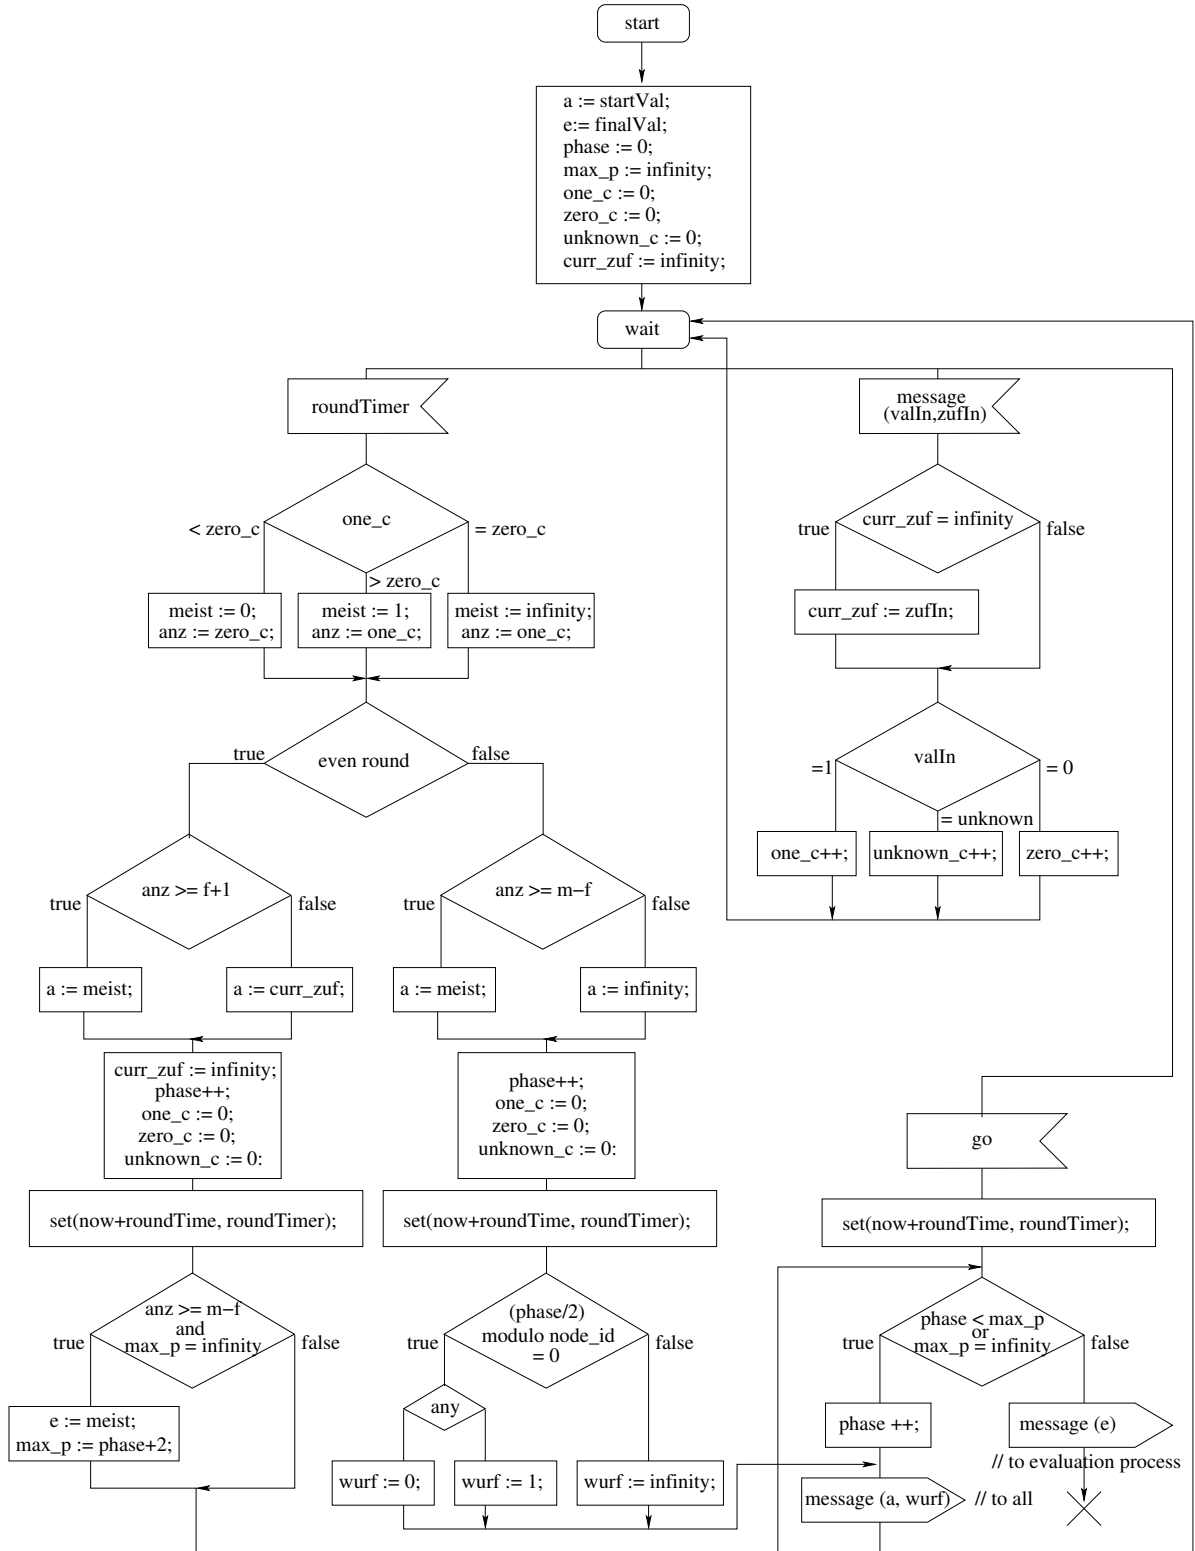 start
a := startVal;
e:= finalVal;
phase := 0;
max_p := infinity;
one_c := 0;
zero_c := 0;
unknown_c := 0;
curr_zuf := infinity;
wait
roundTimer
one_c
< zero_c
= zero_c
> zero_c
meist := 0;
anz := zero_c;
meist := 1;
anz := one_c;
meist := infinity;
anz := one_c;
even round
true
false
anz >= f+1
true
false
a := meist;
a := curr_zuf;
curr_zuf := infinity;
phase++;
one_c := 0;
zero_c := 0;
unknown_c := 0:
set(now+roundTime, roundTimer);
anz >= m−f
and
max_p = infinity
true
false
e := meist;
max_p := phase+2;
anz >= m−f
true
false
a := meist;
a := infinity;
phase++;
one_c := 0;
zero_c := 0;
unknown_c := 0:
set(now+roundTime, roundTimer);
(phase/2)
modulo node_id
= 0
true
false
any
wurf := 0;
wurf := 1;
wurf := infinity;
message
(valIn,zufIn)
curr_zuf = infinity
true
false
curr_zuf := zufIn;
valIn
=1
= 0
= unknown
one_c++;
unknown_c++;
zero_c++;
go
set(now+roundTime, roundTimer);
phase < max_p
or
max_p = infinity
true
false
phase ++;
message (e)
// to evaluation process
message (a, wurf)
// to all